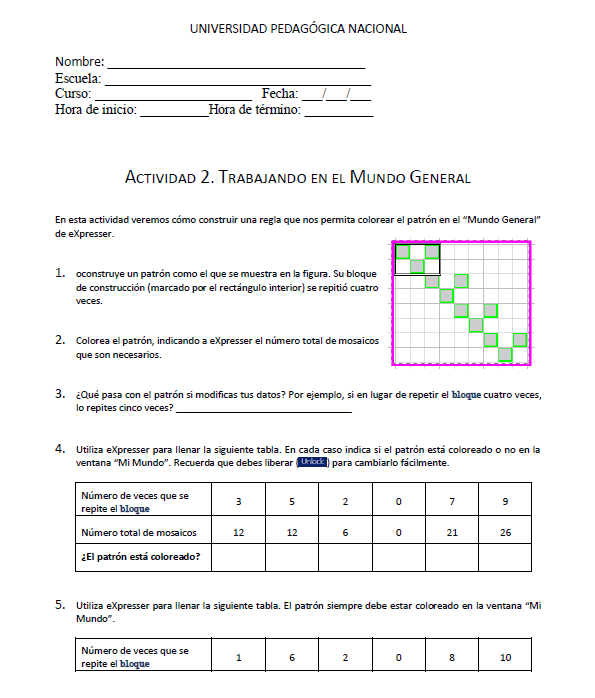 UNIVERSIDAD PEDAGÓGICA NACIONAL
Nombre: ____________________________________
Escuela: ______________________________________
Curso: ______________________ Fecha: ___/___/___
Hora de inicio: __________Hora de término: __________
ACTIVIDAD 2. TRABAJANDO EN EL MUNDO GENERAL
En esta actividad veremos cómo construir una regla que nos permita colorear el patrón en el “Mundo General”
de eXpresser.
1. oconstruye un patrón como el que se muestra en la figura. Su bloque
de construcción (marcado por el rectángulo interior) se repitió cuatro
veces.
2. Colorea el patrón, indicando a eXpresser el número total de mosaicos
que son necesarios.
3. ¿Qué pasa con el patrón si modificas tus datos? Por ejemplo, si en lugar de repetir el bloque cuatro veces,
lo repites cinco veces? ______________________________
4. Utiliza eXpresser para llenar la siguiente tabla. En cada caso indica si el patrón está coloreado o no en la
ventana “Mi Mundo”. Recuerda que debes liberar ( Unlock ) para cambiarlo fácilmente.
Número de veces que se
repite el bloque 3 5 2 0 7 9
Número total de mosaicos 12 12 6 0 21 26
¿El patrón está coloreado?
5. Utiliza eXpresser para llenar la siguiente tabla. El patrón siempre debe estar coloreado en la ventana “Mi
Mundo”.
Número de veces que se
repite el bloque 1 6 2 0 8 10